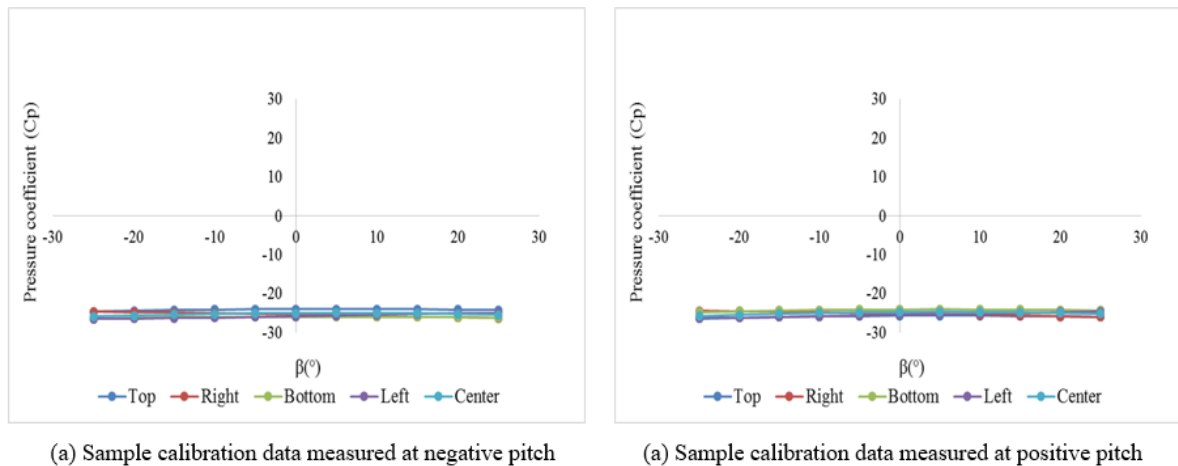 Pressure coefficient (Cp)
30
20
10
0
-30 -20 -10 0 10 20 30
-10
-20
-30
β(°)
Top Right Bottom Left Center
(a) Sample calibration data measured at negative pitch
Pressure coefficient (Cp)
30
20
10
0
-30 -20 -10 0 10 20 30
-10
-20
-30
β(°)
Top Right Bottom Left Center
(a) Sample calibration data measured at positive pitch